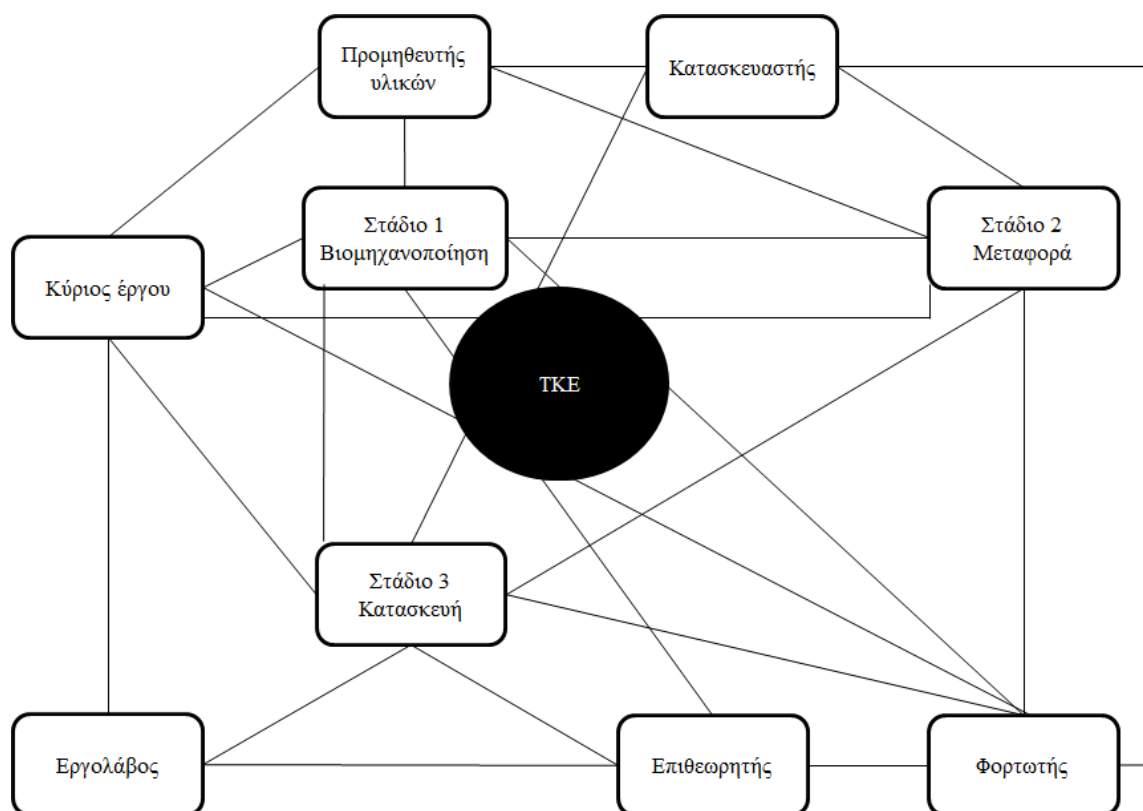 Προμηθευτής
υλικών
Κατασκευαστής
Στάδιο 1
Βιομηχανοποίηση
Στάδιο 2
Μεταφορά
Κύριος έργου
ΤΚΕ
Στάδιο 3
Κατασκευή
Εργολάβος
Επιθεωρητής
Φορτωτής